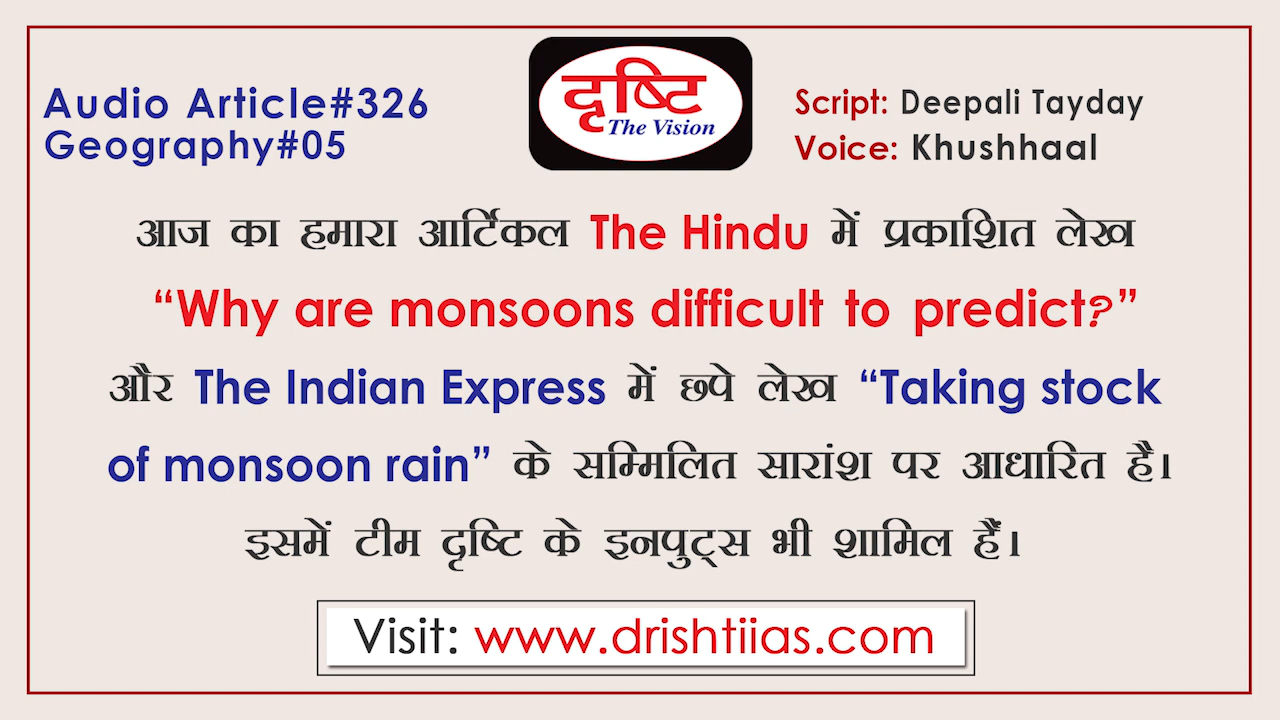 Audio Article#326
Geography#05
दृष्टि
The Vision
Script: Deepali Tayday
Voice: Khushhaal
आज का हमारा आर्टिकल The Hindu में प्रकाशित लेख
“Why are monsoons difficult to predict?”
और The Indian Express में छपे लेख “Taking stock
of monsoon rain” के सम्मिलित सारांश पर आधारित है।
इसमें टीम दृष्टि के इनपुट्स भी शामिल हैं।
Visit: www.drishtiias.com